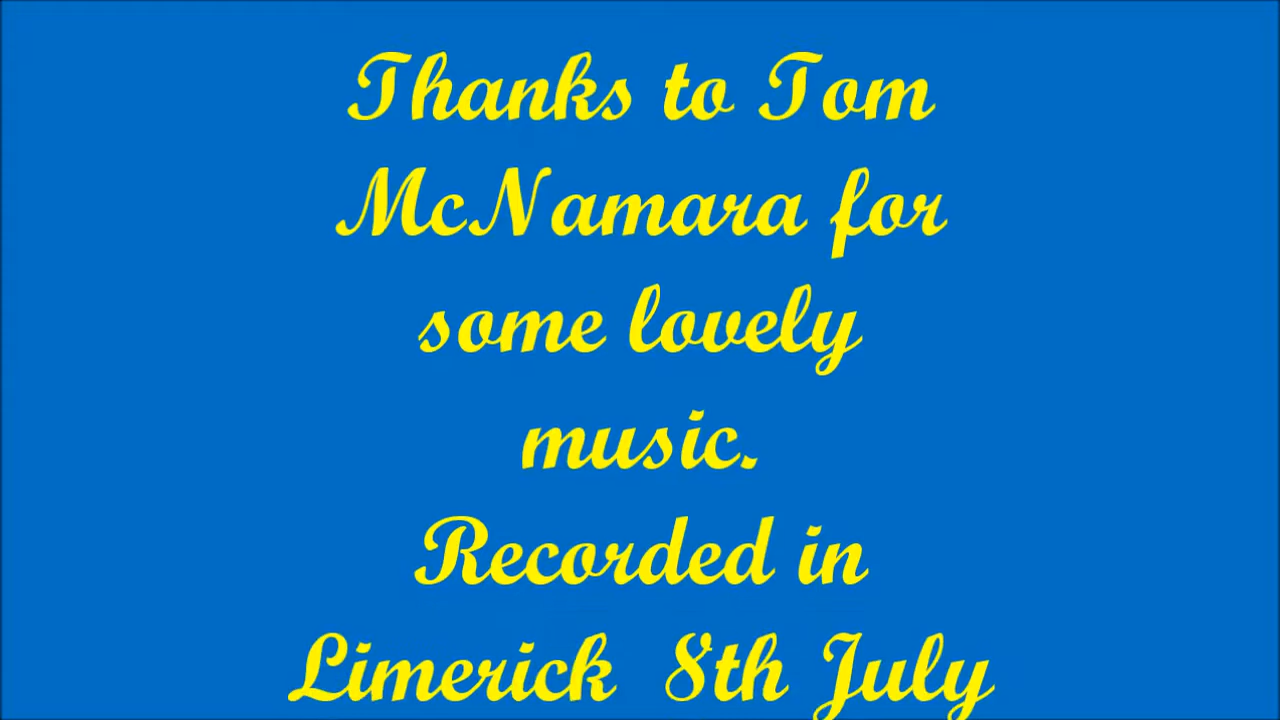 Thanks to Tom
McNamara for
some lovely
music.
Recorded in
Limerick 8th July